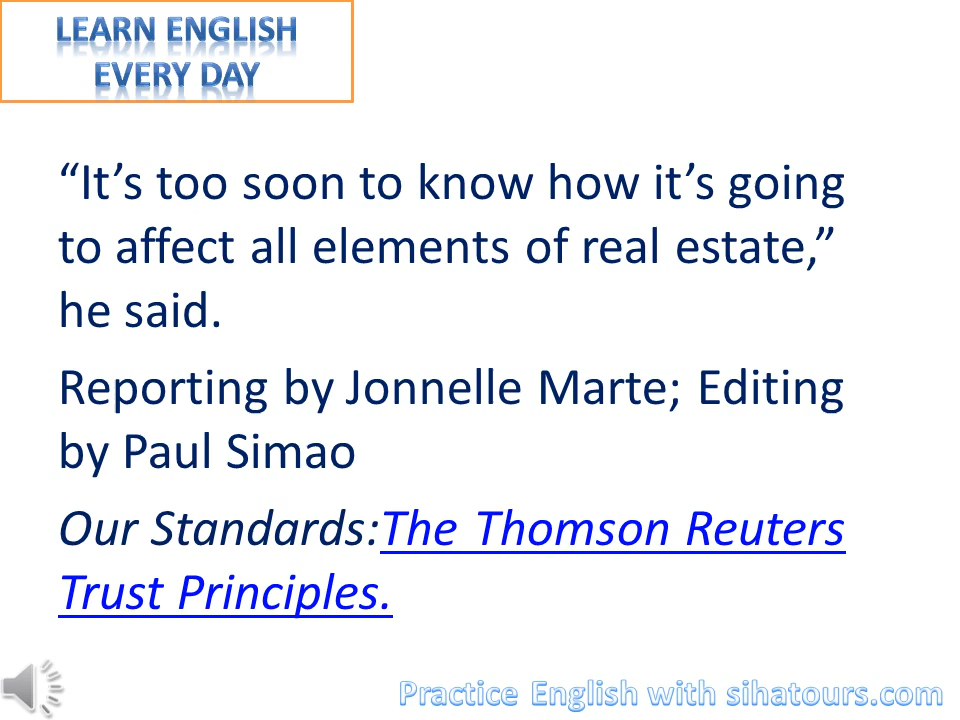 LEARN ENGLISH
EVERY DAY
“It’s too soon to know how it’s going
to affect all elements of real estate,”
he said.
Reporting by Jonnelle Marte; Editing
by Paul Simao
Our Standards:The Thomson Reuters
Trust Principles.
Practice English with sihatours.com